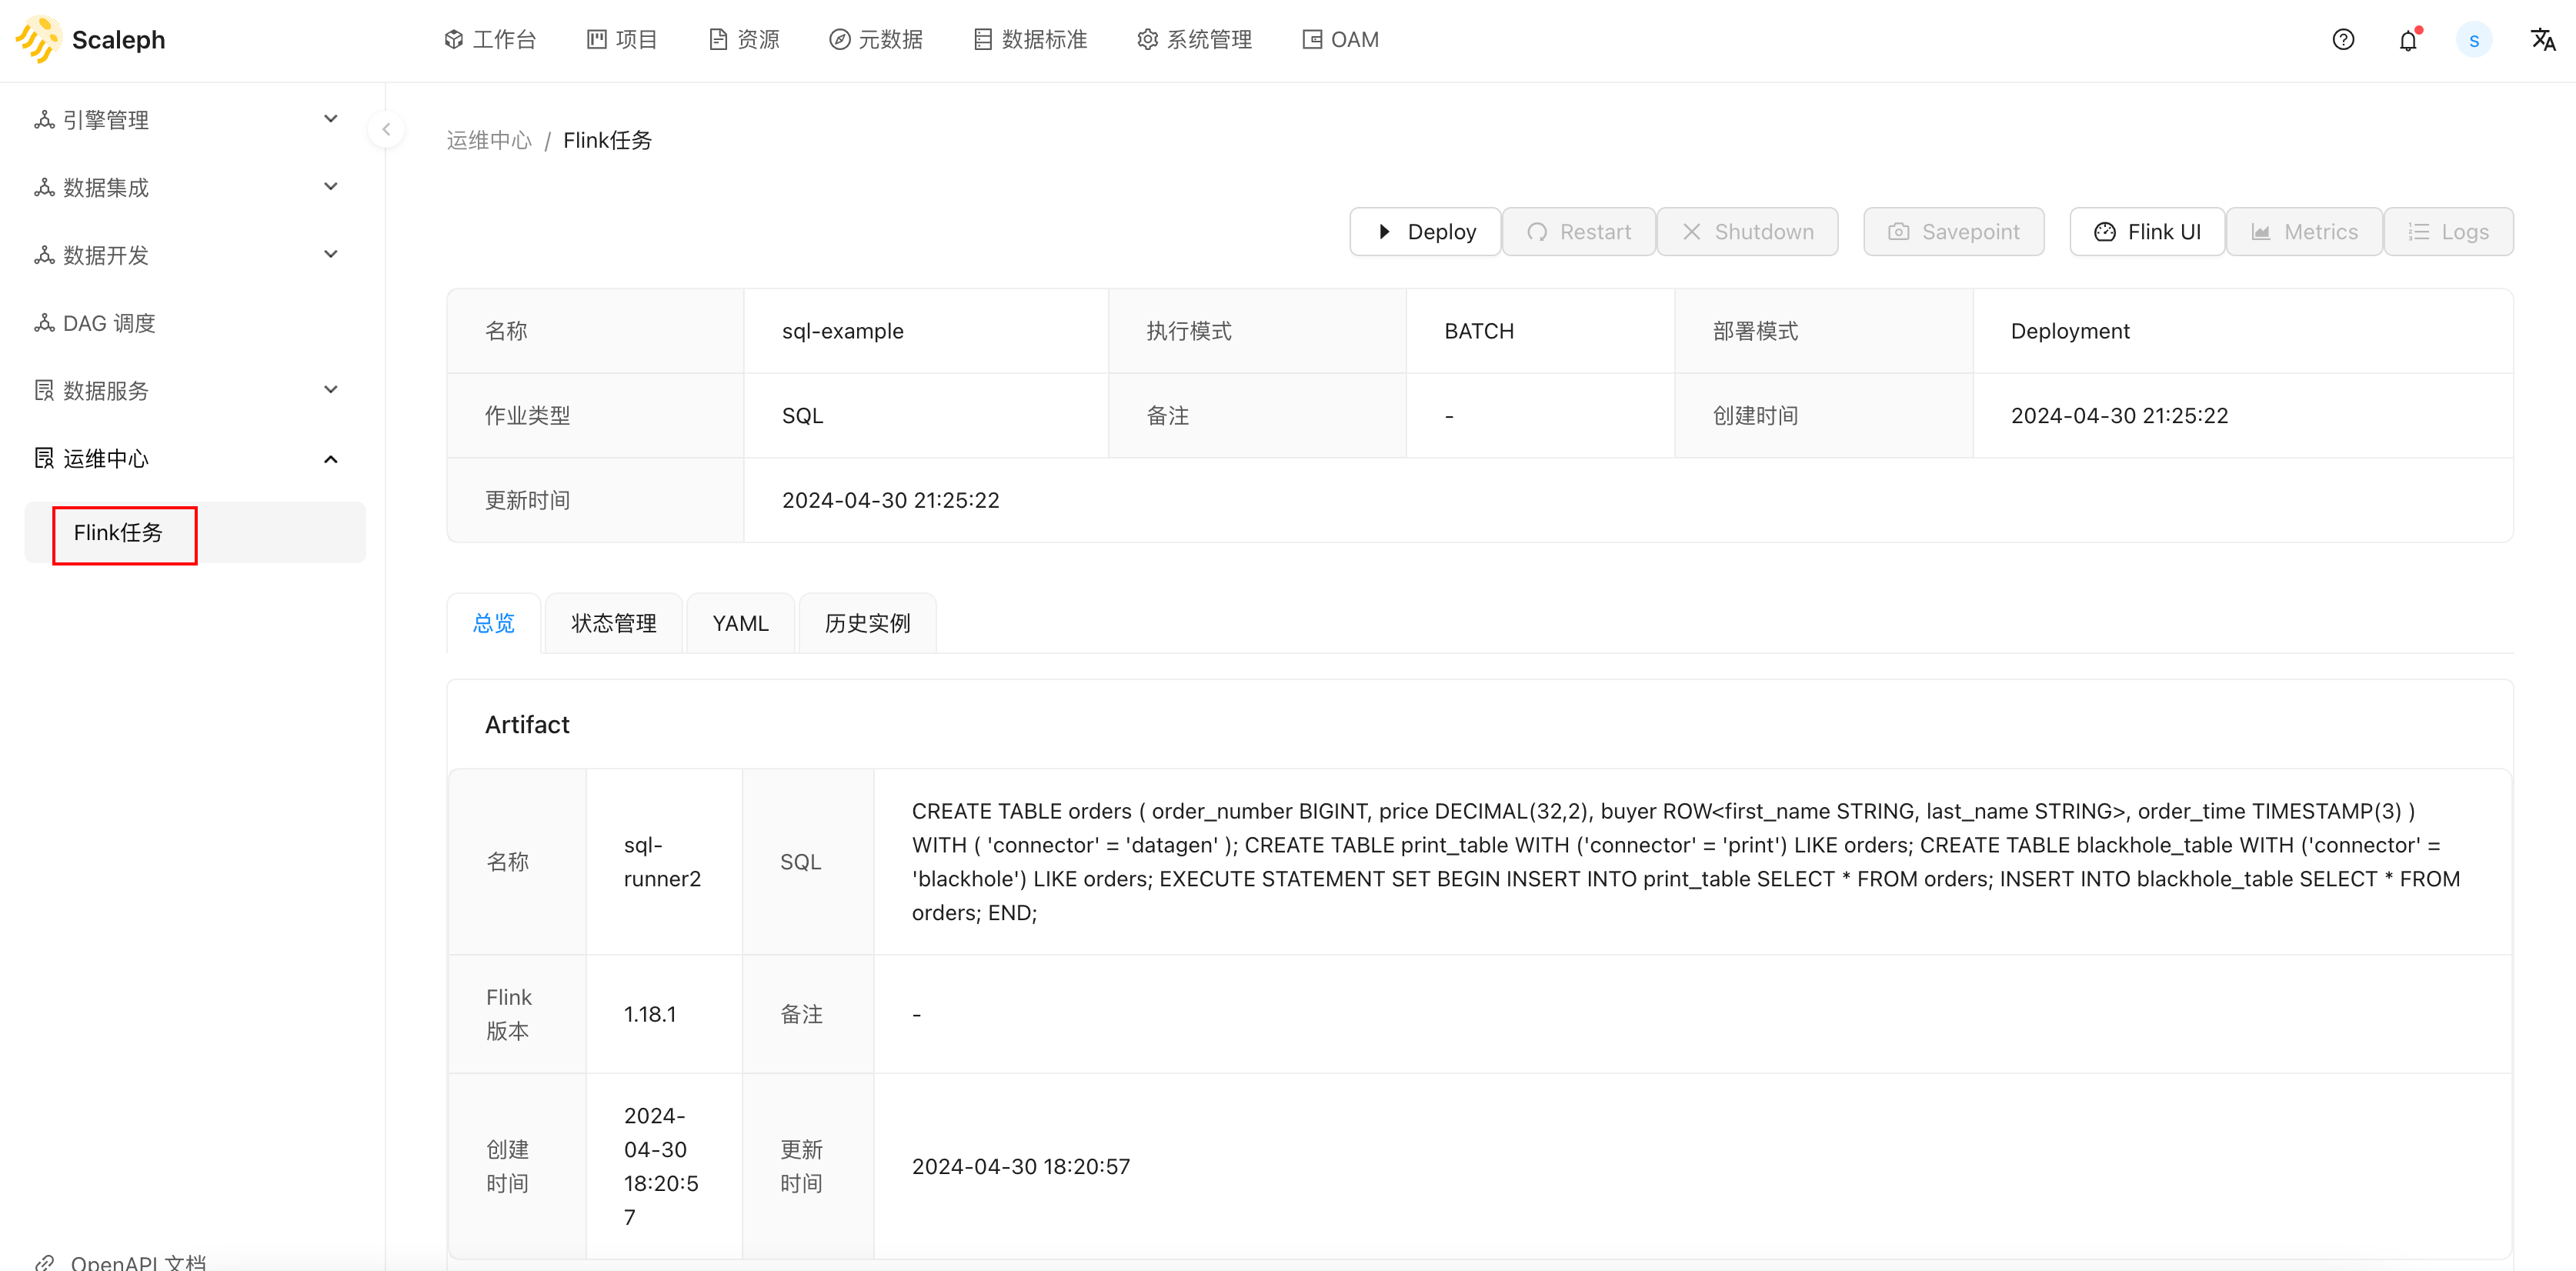 Scaleph
工作台
项目
资源
元数据
数据标准
系统管理
OAM
S
引擎管理
数据集成
数据开发
DAG 调度
数据服务
运维中心
Flink任务
OpenAPI 文档
运维中心 / Flink任务
Deploy
Restart
Shutdown
Savepoint
Flink UI
Metrics
Logs
名称 sql-example 执行模式 BATCH 部署模式 Deployment
作业类型 SQL 备注 - 创建时间 2024-04-30 21:25:22
更新时间 2024-04-30 21:25:22
总览
状态管理
YAML
历史实例
Artifact
名称
sql-
runner2
SQL
CREATE TABLE orders ( order_number BIGINT, price DECIMAL(32,2), buyer ROW<first_name STRING, last_name STRING>, order_time TIMESTAMP(3) )
WITH ( 'connector' = 'datagen' ); CREATE TABLE print_table WITH ('connector' = 'print') LIKE orders; CREATE TABLE blackhole_table WITH ('connector' =
'blackhole') LIKE orders; EXECUTE STATEMENT SET BEGIN INSERT INTO print_table SELECT * FROM orders; INSERT INTO blackhole_table SELECT * FROM
orders; END;
Flink
版本
1.18.1
备注
-
创建
时间
2024-
04-30
18:20:5
7
更新
时间
2024-04-30 18:20:57